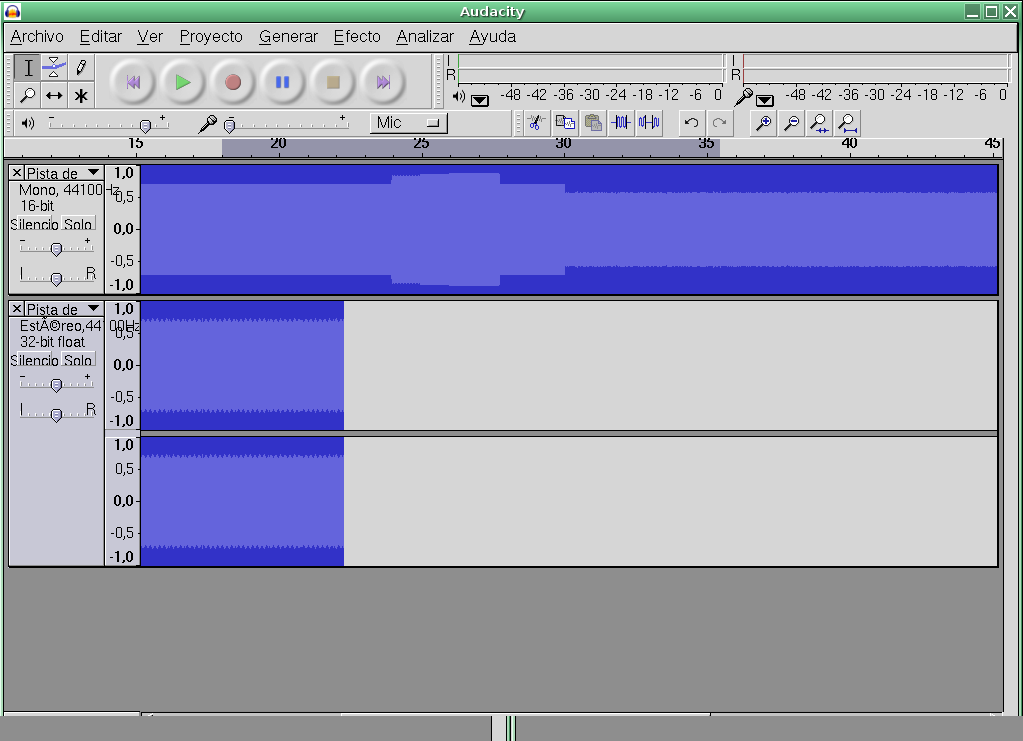 Audacity
Archivo Editar Ver Proyecto Generar Efecto Analizar Ayuda
L
R -48 -42 -36 -30 -24 -18 -12 -6 0
L
R -48 -42 -36 -30 -24 -18 -12 -6 0
- + - + Mic
15 20 25 30 35 40 45
Pista de
Mono, 44100Hz
16-bit
Silencio Solo
- +
L R
1,0
0,5
0,0
-0,5
-1,0
Pista de
EstÃ©reo,44100Hz
32-bit float
Silencio Solo
- +
L R
1,0
0,5
0,0
-0,5
-1,0
1,0
0,5
0,0
-0,5
-1,0